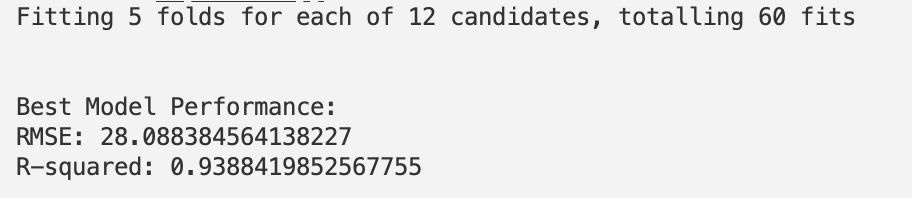 Fitting 5 folds for each of 12 candidates, totalling 60 fits
Best Model Performance:
RMSE: 28.088384564138227
R-squared: 0.9388419852567755